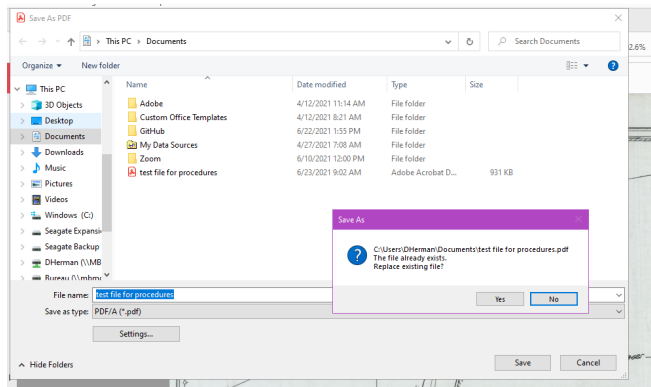 Save As PDF
This PC > Documents
Search Documents
2.6%
Organize
New folder
?
Name
Date modified
Type
Size
This PC
3D Objects
Desktop
Documents
Downloads
Music
Pictures
Videos
Windows (C:)
Seagate Expansi
Seagate Backup
DHerman (\\MB
Bureau (\\mbmc
Adobe 4/12/2021 11:14 AM File folder
Custom Office Templates 4/12/2021 8:21 AM File folder
GitHub 6/22/2021 1:55 PM File folder
My Data Sources 4/27/2021 7:08 AM File folder
Zoom 6/10/2021 12:00 PM File folder
test file for procedures 6/23/2021 9:02 AM Adobe Acrobat D... 931 KB
Save As
?
C:\Users\DHerman\Documents\test file for procedures.pdf
The file already exists.
Replace existing file?
Yes
No
File name: test file for procedures
Save as type: PDF/A (*.pdf)
Settings...
Hide Folders
Save
Cancel